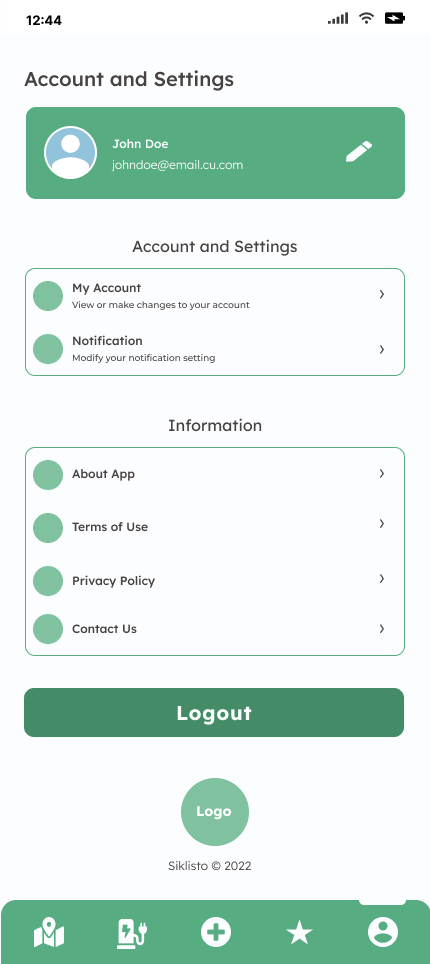 12:44
Account and Settings
John Doe
johndoe@email.cu.com
Account and Settings
My Account
View or make changes to your account
Notification
Modify your notification setting
Information
About App
Terms of Use
Privacy Policy
Contact Us
Logout
Logo
Siklisto © 2022